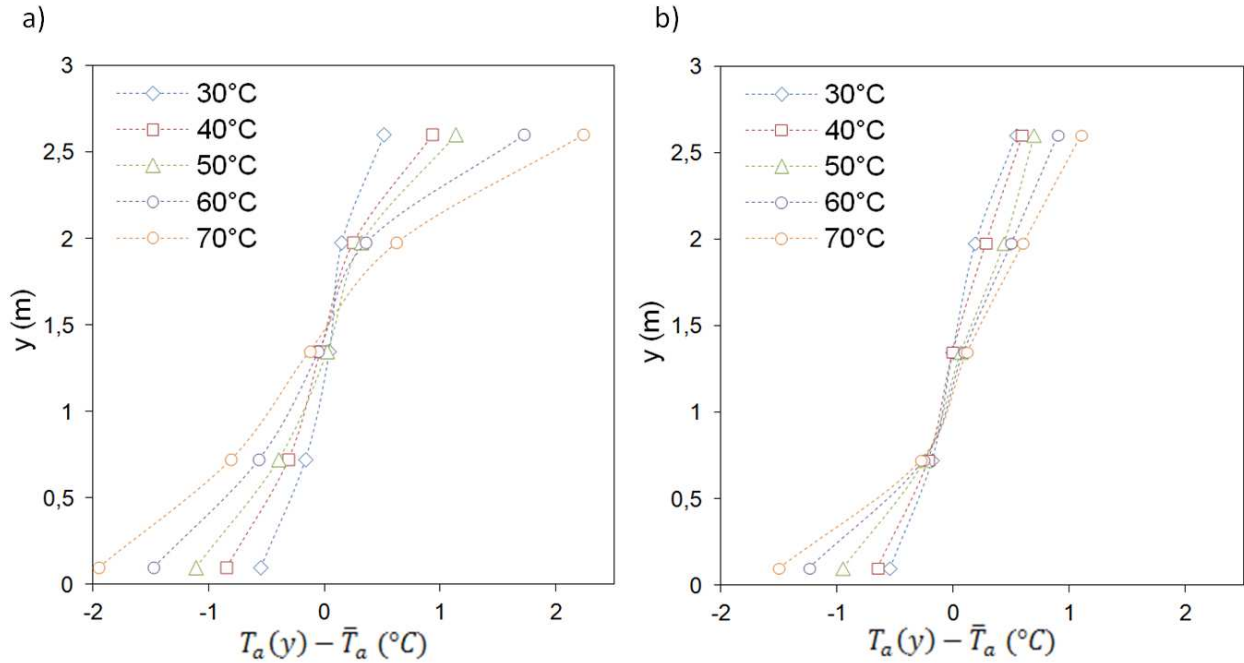 a)
3
2,5
2
1,5
1
0,5
0
y (m)
30°C
40°C
50°C
60°C
70°C
-2 -1 0 1 2
T_a(y) − T̄_a (°C)
b)
3
2,5
2
1,5
1
0,5
0
y (m)
30°C
40°C
50°C
60°C
70°C
-2 -1 0 1 2
T_a(y) − T̄_a (°C)